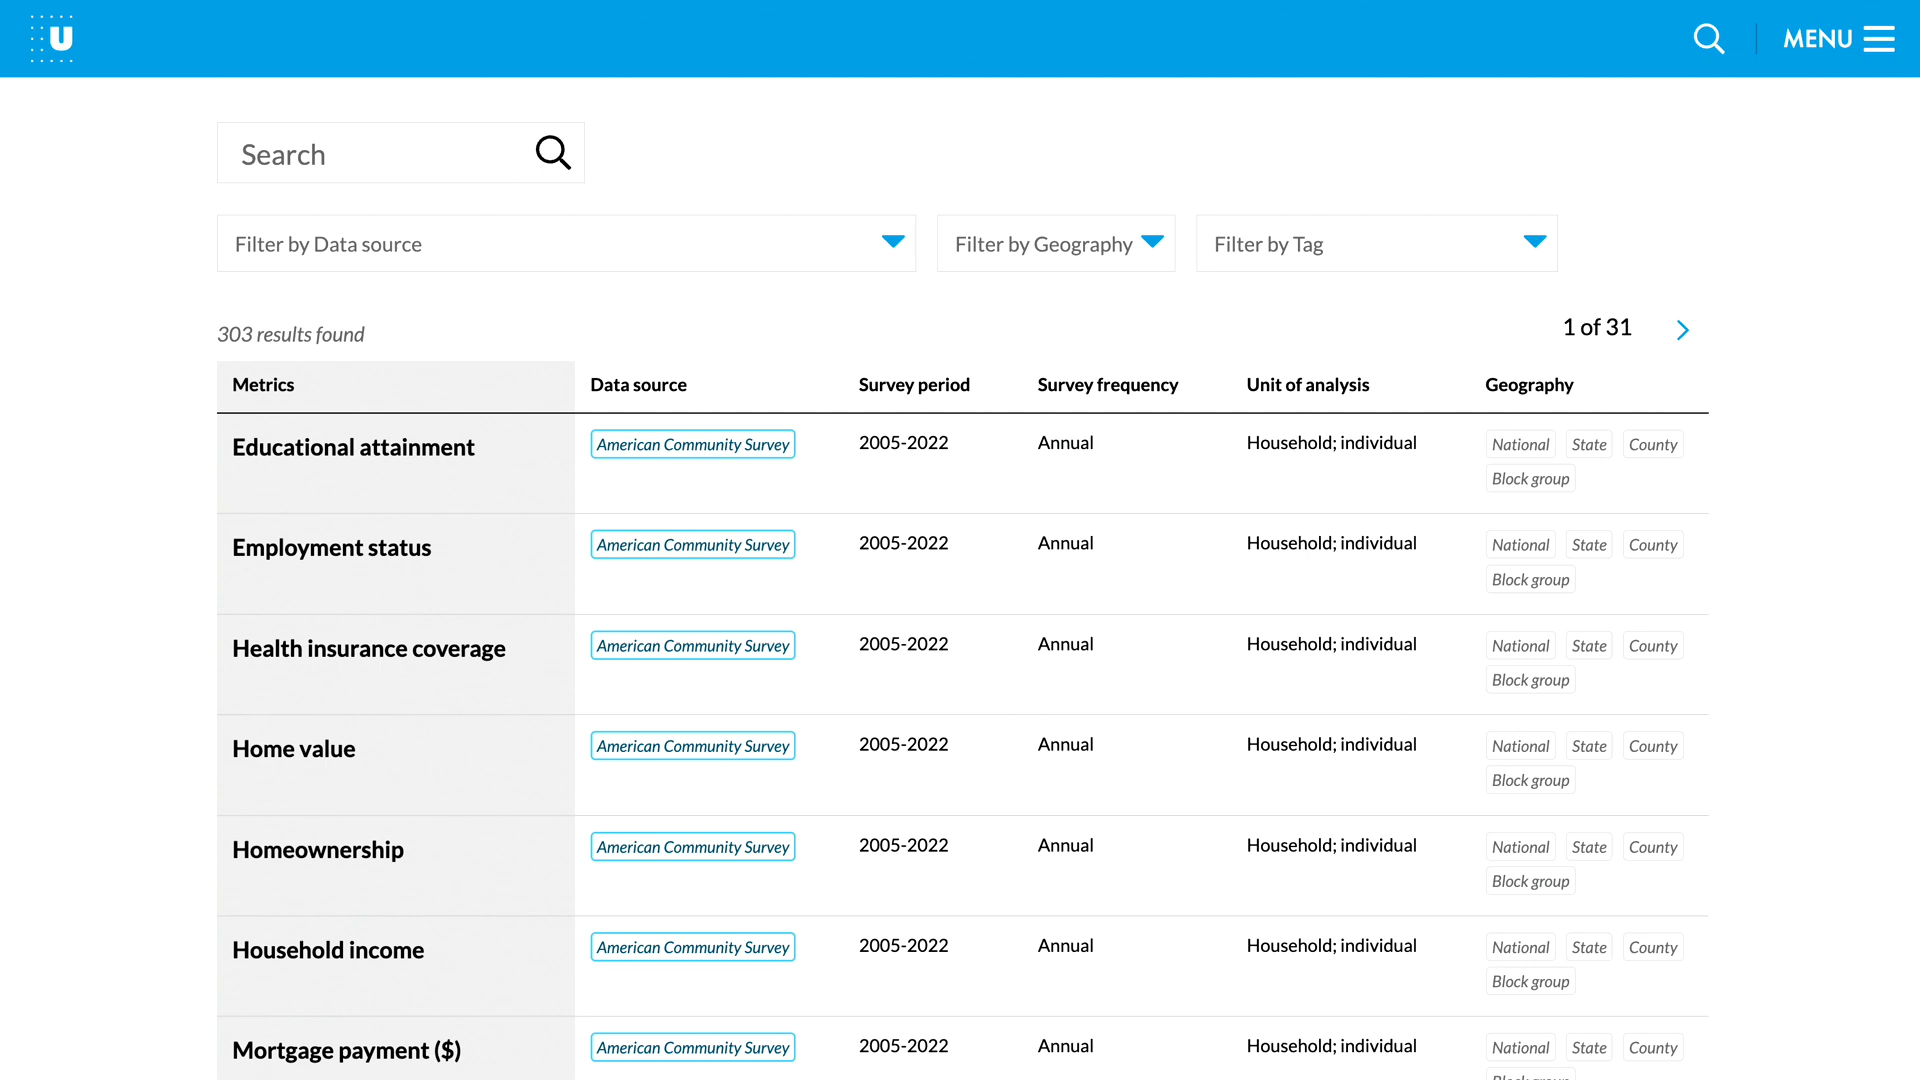 U
MENU
Search
Filter by Data source
Filter by Geography
Filter by Tag
303 results found
1 of 31
Metrics Data source Survey period Survey frequency Unit of analysis Geography
Educational attainment American Community Survey 2005-2022 Annual Household; individual National State County
Block group
Employment status American Community Survey 2005-2022 Annual Household; individual National State County
Block group
Health insurance coverage American Community Survey 2005-2022 Annual Household; individual National State County
Block group
Home value American Community Survey 2005-2022 Annual Household; individual National State County
Block group
Homeownership American Community Survey 2005-2022 Annual Household; individual National State County
Block group
Household income American Community Survey 2005-2022 Annual Household; individual National State County
Block group
Mortgage payment ($) American Community Survey 2005-2022 Annual Household; individual National State County